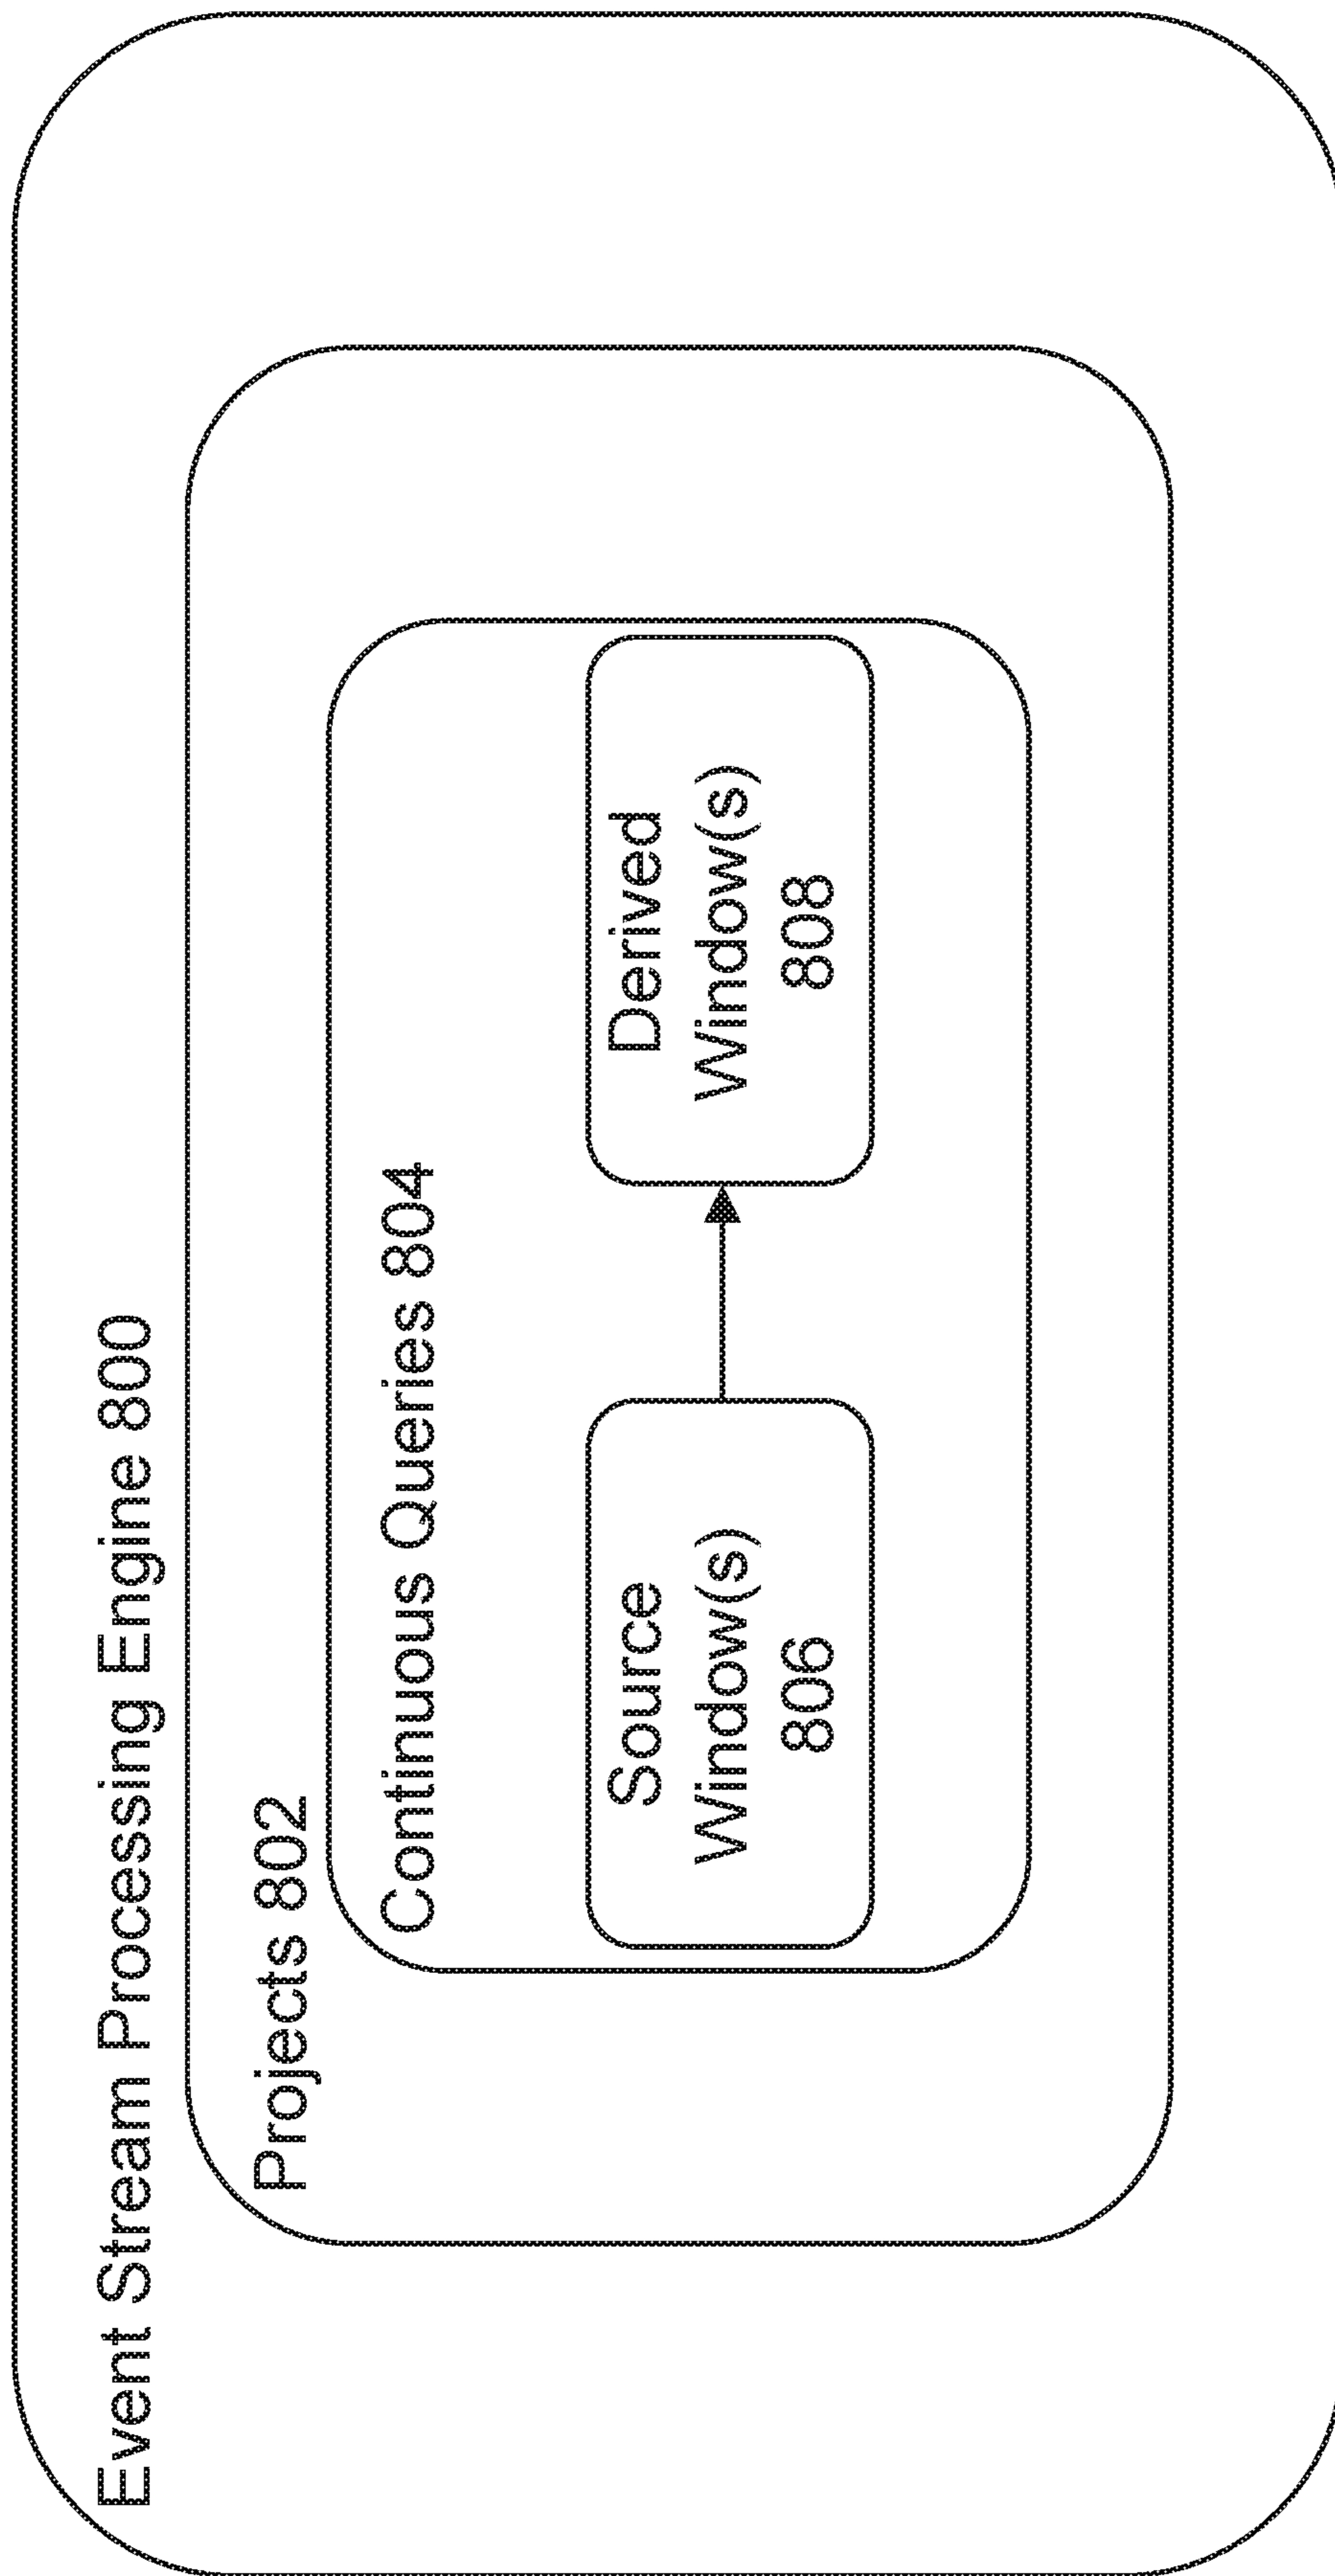 Event Stream Processing Engine 800
Projects 802
Continuous Queries 804
Source
Window(s)
806
Derived
Window(s)
808